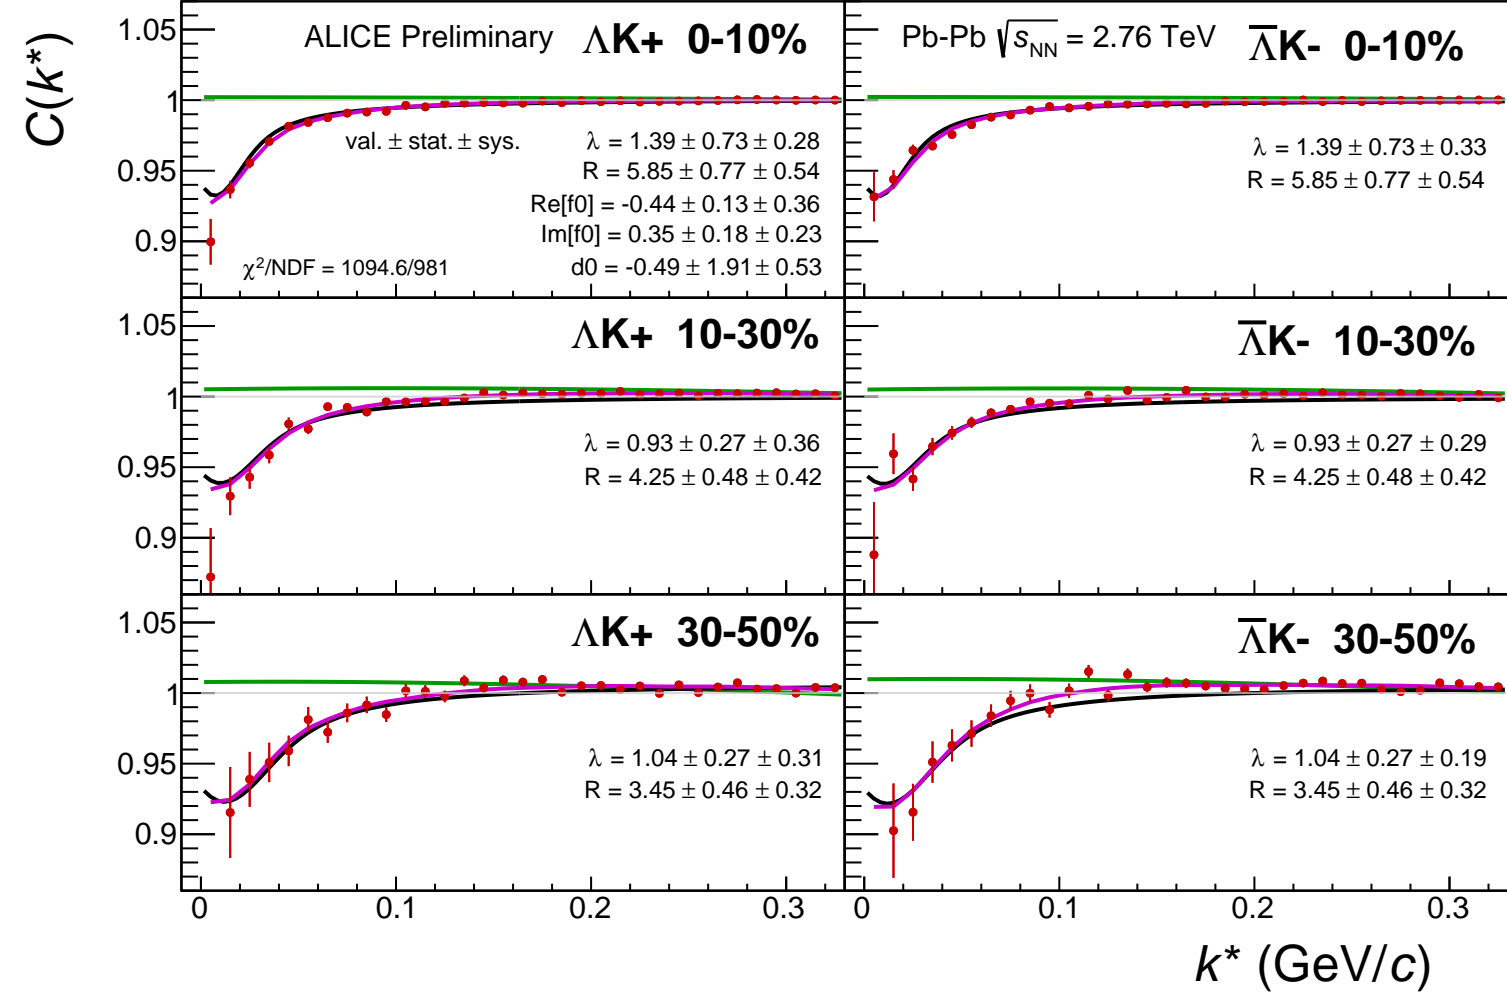 C(k*)
1.05
1
0.95
0.9
ALICE Preliminary ΛK+ 0-10%
val. ± stat. ± sys.
λ = 1.39 ± 0.73 ± 0.28
R = 5.85 ± 0.77 ± 0.54
Re[f0] = -0.44 ± 0.13 ± 0.36
Im[f0] = 0.35 ± 0.18 ± 0.23
χ²/NDF = 1094.6/981
d0 = -0.49 ± 1.91 ± 0.53
Pb-Pb √s_NN = 2.76 TeV Λ̅K- 0-10%
1
λ = 1.39 ± 0.73 ± 0.33
R = 5.85 ± 0.77 ± 0.54
1.05
1
0.95
0.9
ΛK+ 10-30%
λ = 0.93 ± 0.27 ± 0.36
R = 4.25 ± 0.48 ± 0.42
Λ̅K- 10-30%
1
λ = 0.93 ± 0.27 ± 0.29
R = 4.25 ± 0.48 ± 0.42
1.05
1
0.95
0.9
ΛK+ 30-50%
λ = 1.04 ± 0.27 ± 0.31
R = 3.45 ± 0.46 ± 0.32
Λ̅K- 30-50%
1
λ = 1.04 ± 0.27 ± 0.19
R = 3.45 ± 0.46 ± 0.32
0 0.1 0.2 0.3
0 0.1 0.2 0.3
k* (GeV/c)